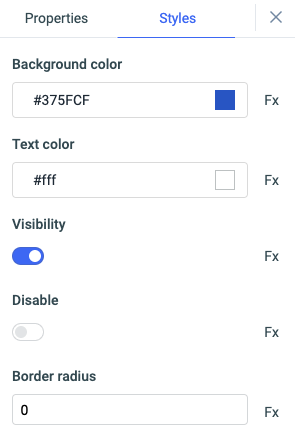 Properties Styles
Background color
#375FCF Fx
Text color
#fff Fx
Visibility
Fx
Disable
Fx
Border radius
0 Fx